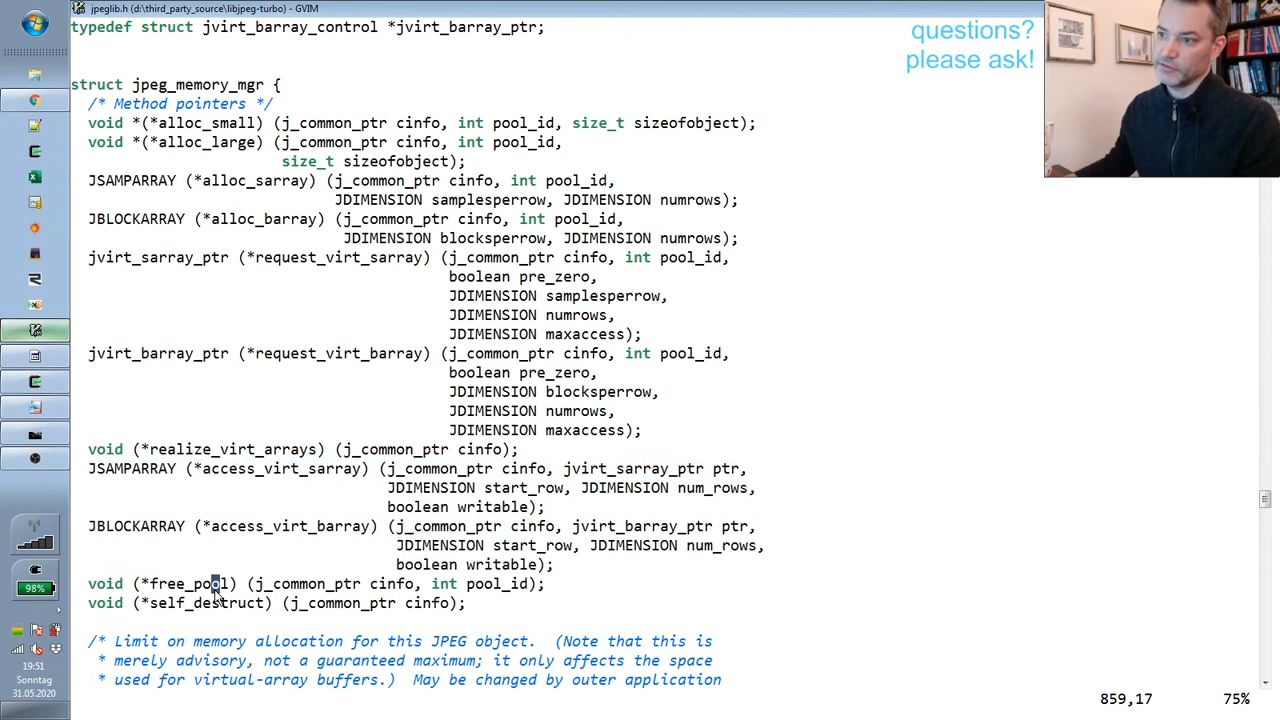 jpeglib.h (d:\third_party_source\libjpeg-turbo) - GVIM
typedef struct jvirt_barray_control *jvirt_barray_ptr;
questions?
please ask!
struct jpeg_memory_mgr {
/* Method pointers */
void *(*alloc_small) (j_common_ptr cinfo, int pool_id, size_t sizeofobject);
void *(*alloc_large) (j_common_ptr cinfo, int pool_id,
size_t sizeofobject);
JSAMPARRAY (*alloc_sarray) (j_common_ptr cinfo, int pool_id,
JDIMENSION samplesperrow, JDIMENSION numrows);
JBLOCKARRAY (*alloc_barray) (j_common_ptr cinfo, int pool_id,
JDIMENSION blocksperrow, JDIMENSION numrows);
jvirt_sarray_ptr (*request_virt_sarray) (j_common_ptr cinfo, int pool_id,
boolean pre_zero,
JDIMENSION samplesperrow,
JDIMENSION numrows,
JDIMENSION maxaccess);
jvirt_barray_ptr (*request_virt_barray) (j_common_ptr cinfo, int pool_id,
boolean pre_zero,
JDIMENSION blocksperrow,
JDIMENSION numrows,
JDIMENSION maxaccess);
void (*realize_virt_arrays) (j_common_ptr cinfo);
JSAMPARRAY (*access_virt_sarray) (j_common_ptr cinfo, jvirt_sarray_ptr ptr,
JDIMENSION start_row, JDIMENSION num_rows,
boolean writable);
JBLOCKARRAY (*access_virt_barray) (j_common_ptr cinfo, jvirt_barray_ptr ptr,
JDIMENSION start_row, JDIMENSION num_rows,
boolean writable);
void (*free_pool) (j_common_ptr cinfo, int pool_id);
void (*self_destruct) (j_common_ptr cinfo);
/* Limit on memory allocation for this JPEG object.  (Note that this is
* merely advisory, not a guaranteed maximum; it only affects the space
* used for virtual-array buffers.)  May be changed by outer application
859,17 75%
98%
19:51
Sonntag
31.05.2020